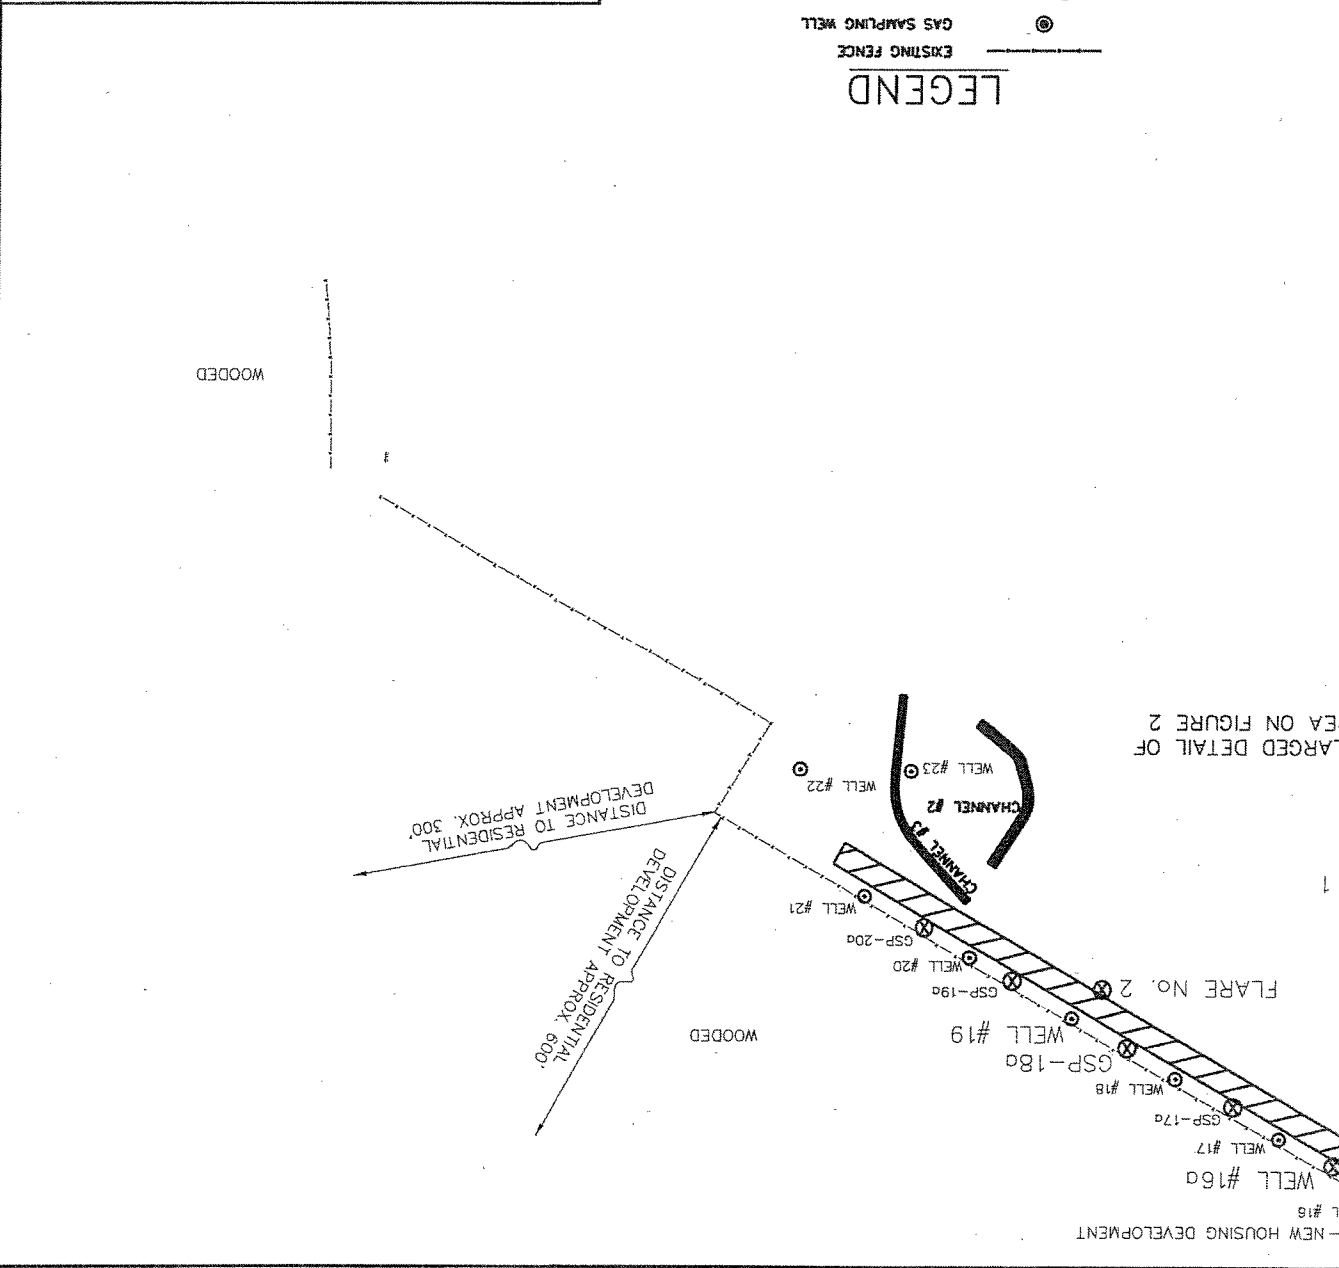 —NEW HOUSING DEVELOPMENT
L #16
WELL #16a
WELL #17
GSP-17a
WELL #18
GSP-18a
WELL #19
GSP-19a
WELL #20
GSP-20a
WELL #21
FLARE No. 2
WOODED
DISTANCE TO RESIDENTIAL
DEVELOPMENT APPROX. 600'
DISTANCE TO RESIDENTIAL
DEVELOPMENT APPROX. 300'
1
CHANNEL #3
CHANNEL #2
WELL #23
WELL #22
LARGED DETAIL OF
EA ON FIGURE 2
WOODED
LEGEND
EXISTING FENCE
GAS SAMPLING WELL